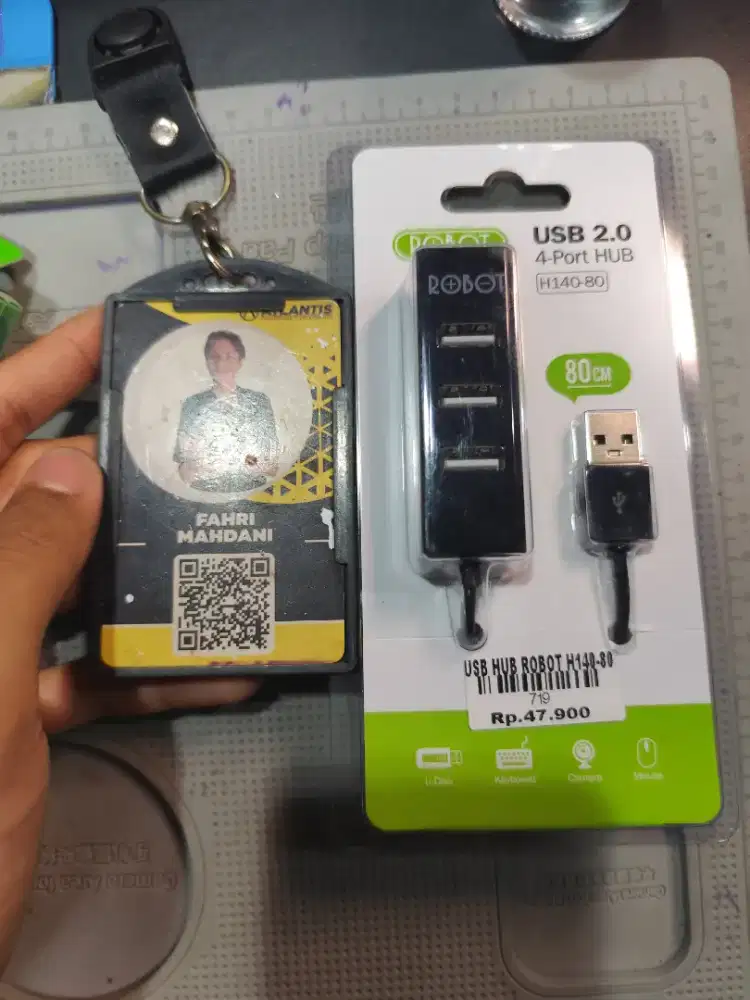 ATLANTIS
FAHRI
MAHDANI
ROBOT
USB 2.0
4-Port HUB
H140-80
ROBOT
80CM
USB HUB ROBOT H140-80
719
Rp.47.900
U-Disk
Keyboard
Camera
Mouse